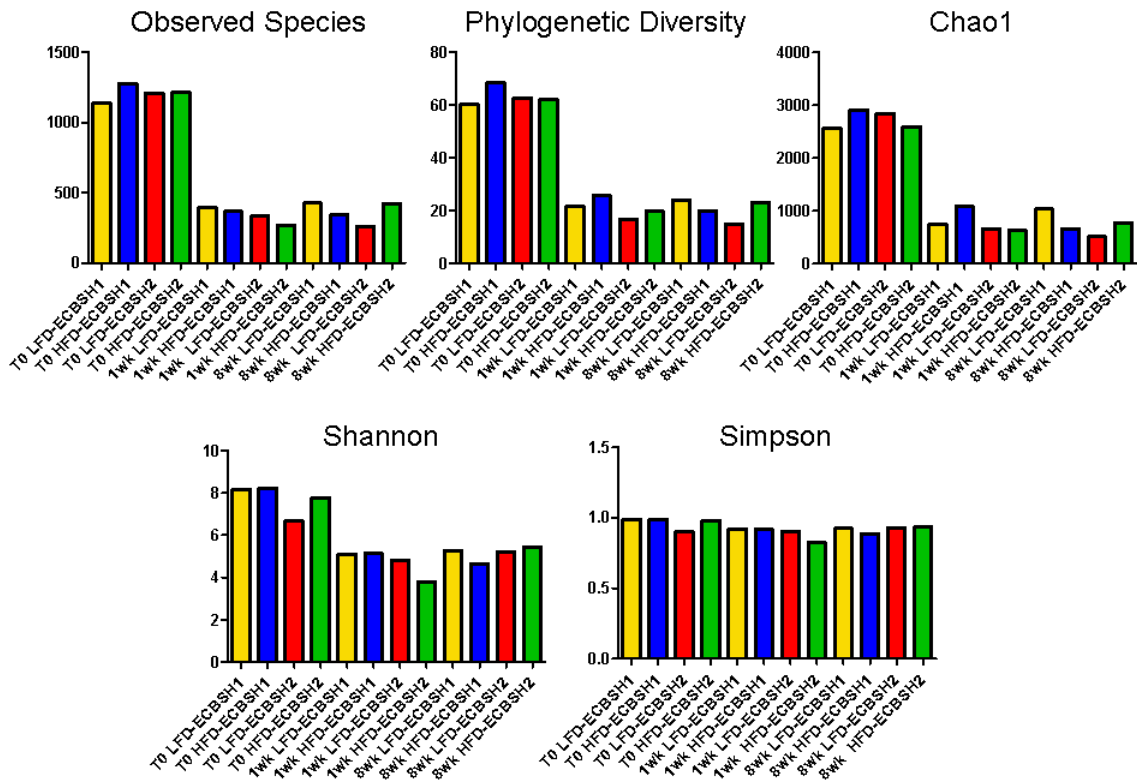 Observed Species
1500
1000
500
0
T0 LFD-ECBSH1
T0 HFD-ECBSH1
T0 LFD-ECBSH2
T0 HFD-ECBSH2
1wk LFD-ECBSH1
1wk HFD-ECBSH1
1wk LFD-ECBSH2
1wk HFD-ECBSH2
8wk LFD-ECBSH1
8wk HFD-ECBSH1
8wk LFD-ECBSH2
8wk HFD-ECBSH2
Phylogenetic Diversity
80
60
40
20
0
T0 LFD-ECBSH1
T0 HFD-ECBSH1
T0 LFD-ECBSH2
T0 HFD-ECBSH2
1wk LFD-ECBSH1
1wk HFD-ECBSH1
1wk LFD-ECBSH2
1wk HFD-ECBSH2
8wk LFD-ECBSH1
8wk HFD-ECBSH1
8wk LFD-ECBSH2
8wk HFD-ECBSH2
Chao1
4000
3000
2000
1000
0
T0 LFD-ECBSH1
T0 HFD-ECBSH1
T0 LFD-ECBSH2
T0 HFD-ECBSH2
1wk LFD-ECBSH1
1wk HFD-ECBSH1
1wk LFD-ECBSH2
1wk HFD-ECBSH2
8wk LFD-ECBSH1
8wk HFD-ECBSH1
8wk LFD-ECBSH2
8wk HFD-ECBSH2
Shannon
10
8
6
4
2
0
T0 LFD-ECBSH1
T0 HFD-ECBSH1
T0 LFD-ECBSH2
T0 HFD-ECBSH2
1wk LFD-ECBSH1
1wk HFD-ECBSH1
1wk LFD-ECBSH2
1wk HFD-ECBSH2
8wk LFD-ECBSH1
8wk HFD-ECBSH1
8wk LFD-ECBSH2
8wk HFD-ECBSH2
Simpson
1.5
1.0
0.5
0.0
T0 LFD-ECBSH1
T0 HFD-ECBSH1
T0 LFD-ECBSH2
T0 HFD-ECBSH2
1wk LFD-ECBSH1
1wk HFD-ECBSH1
1wk LFD-ECBSH2
1wk HFD-ECBSH2
8wk LFD-ECBSH1
8wk HFD-ECBSH1
8wk LFD-ECBSH2
8wk HFD-ECBSH2